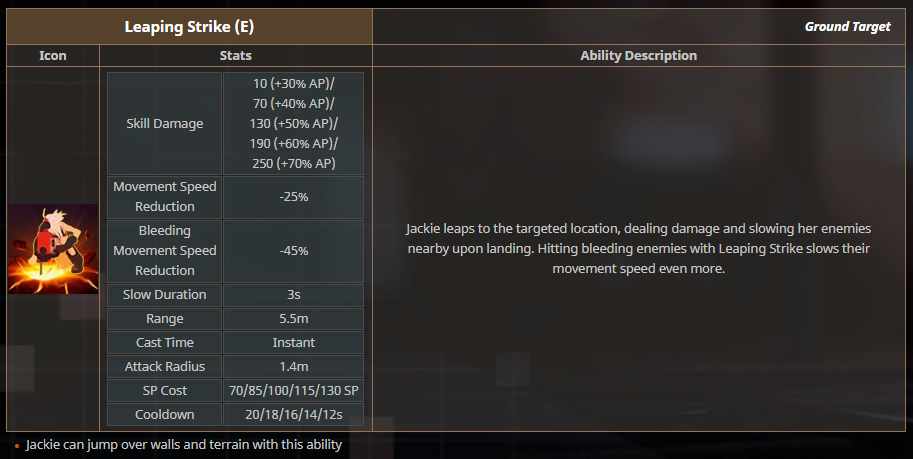 Leaping Strike (E)
Ground Target
Icon
Stats
Ability Description
Skill Damage
10 (+30% AP)/
70 (+40% AP)/
130 (+50% AP)/
190 (+60% AP)/
250 (+70% AP)
Movement Speed
Reduction
-25%
Bleeding
Movement Speed
Reduction
-45%
Slow Duration
3s
Range
5.5m
Cast Time
Instant
Attack Radius
1.4m
SP Cost
70/85/100/115/130 SP
Cooldown
20/18/16/14/12s
Jackie leaps to the targeted location, dealing damage and slowing her enemies
nearby upon landing. Hitting bleeding enemies with Leaping Strike slows their
movement speed even more.
• Jackie can jump over walls and terrain with this ability